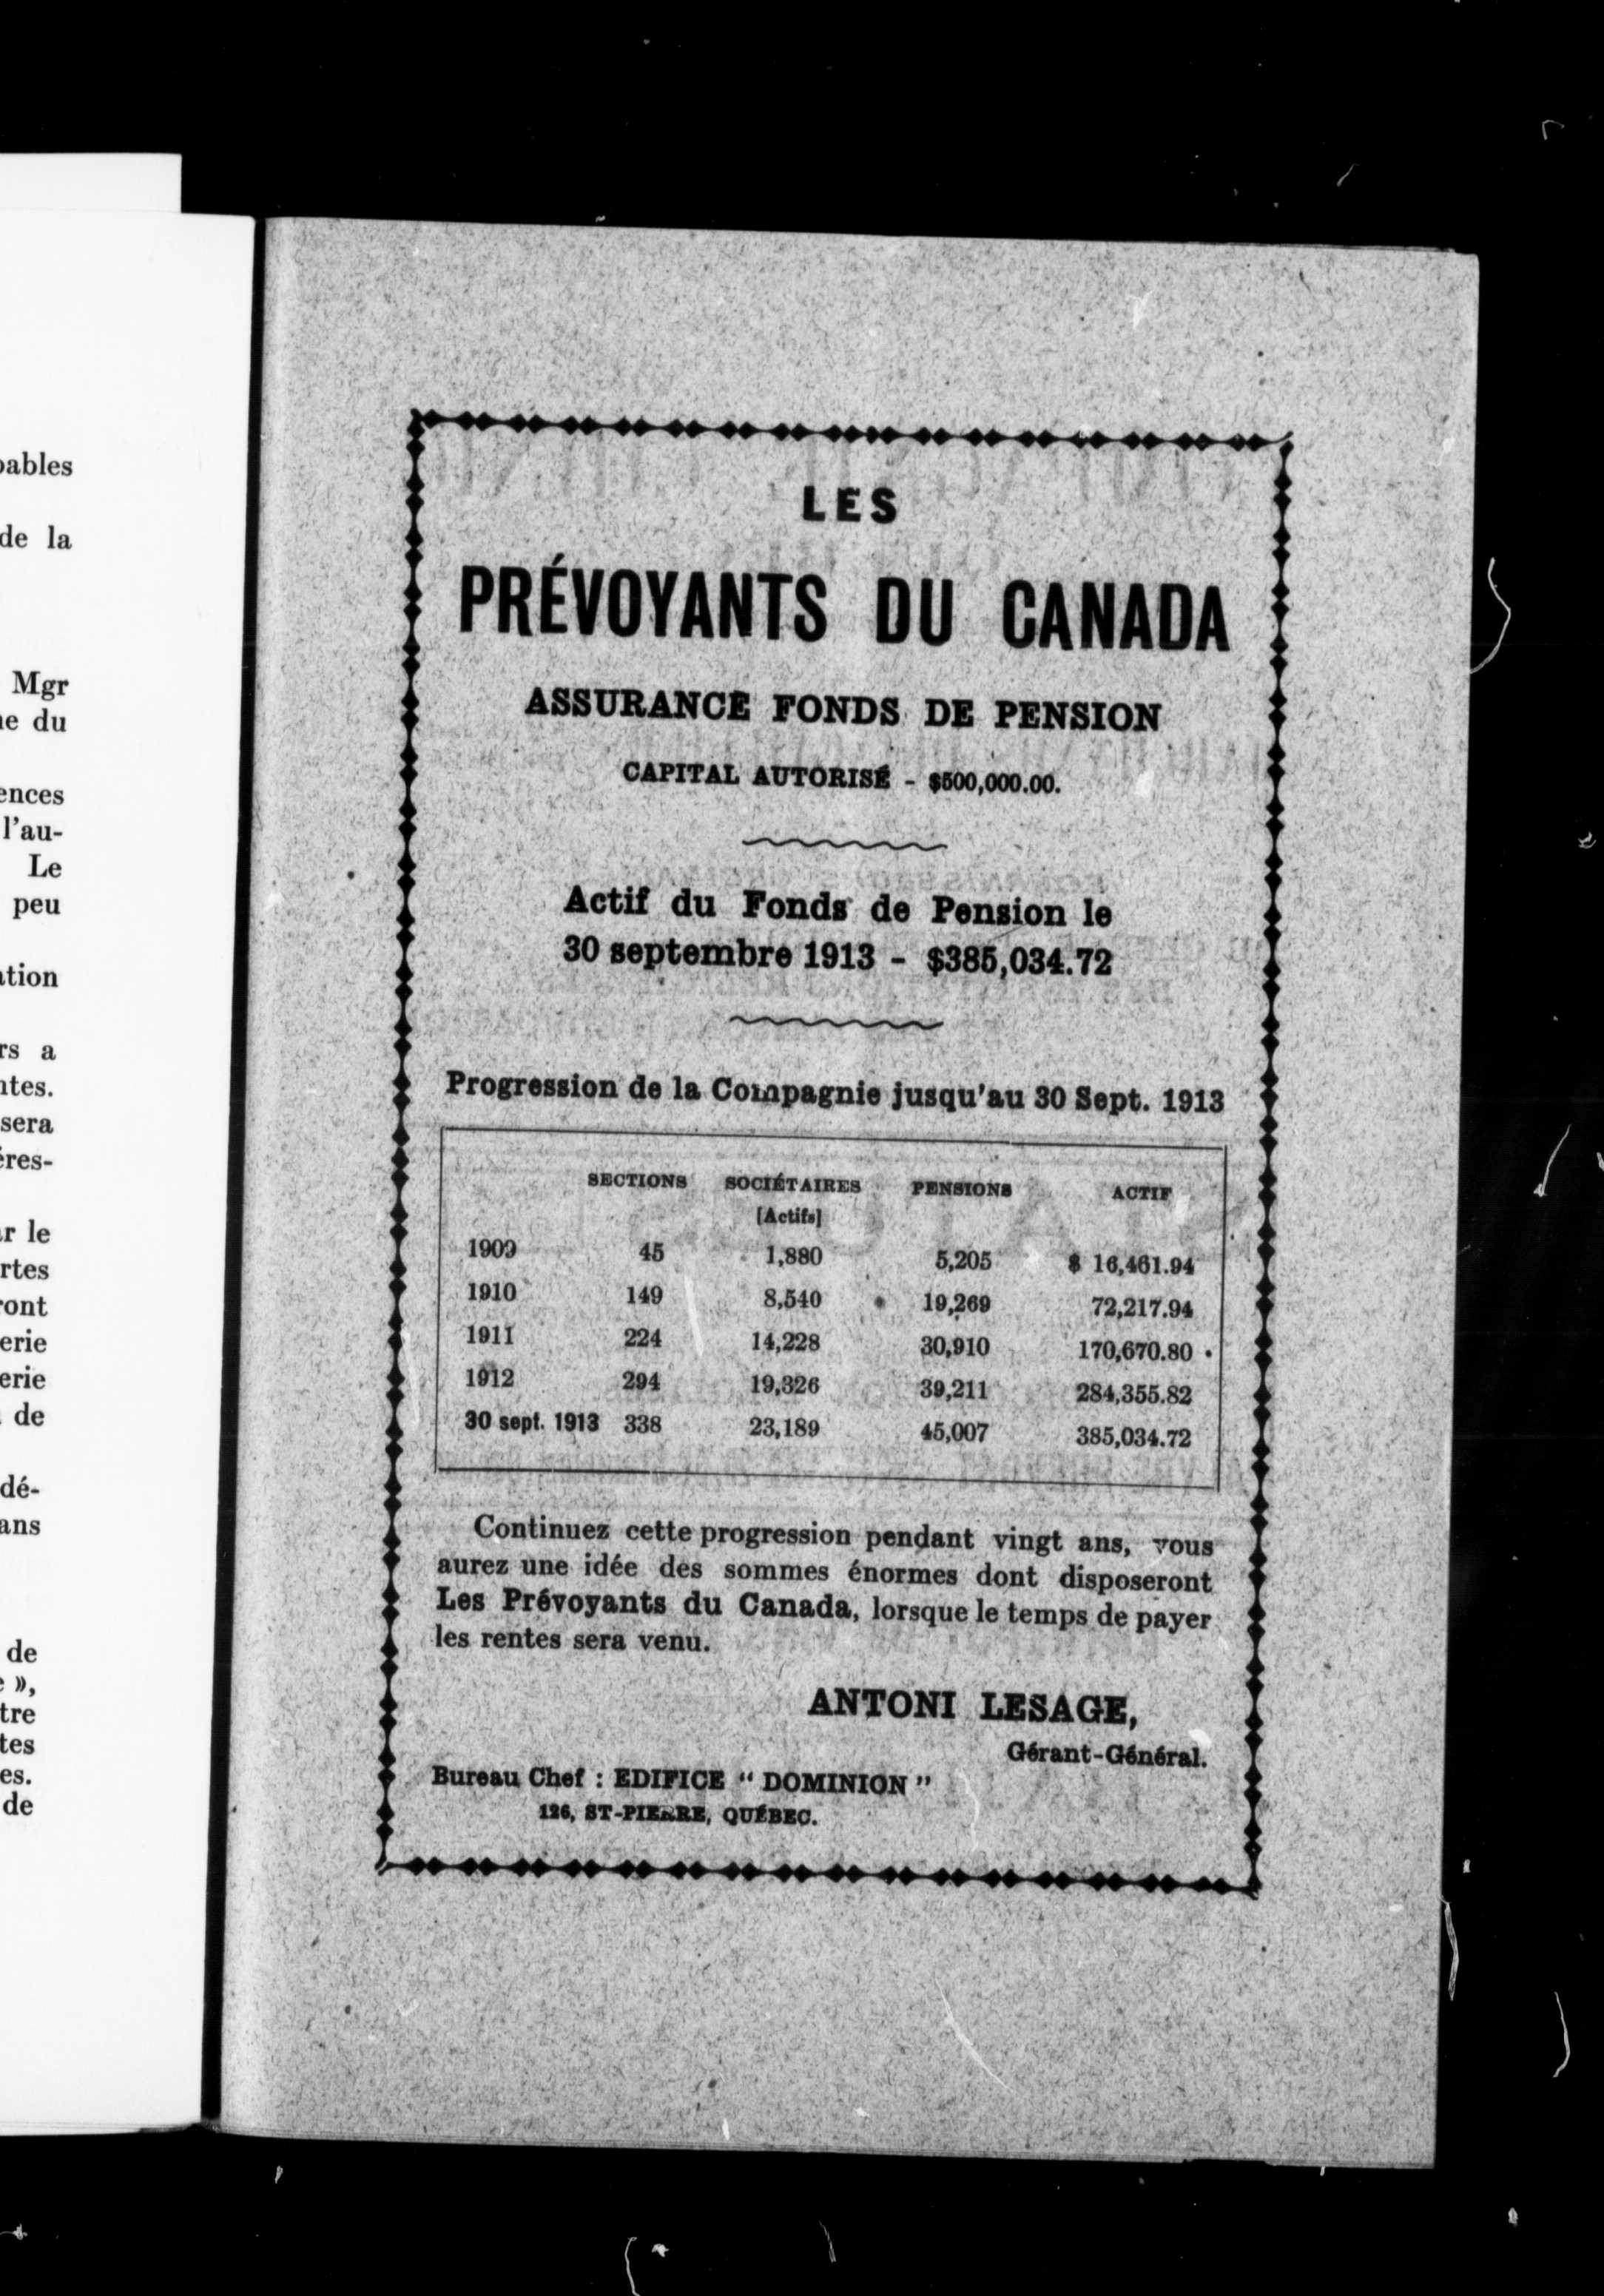 pables
de la
Mgr
ne du
ences
l'au-
Le
peu
ation
rs a
ntes.
sera
éres-
ar le
rtes
ront
erie
erie
de
dé-
ans
de
e »,
tre
tes
es.
de
LES
PRÉVOYANTS DU CANADA
ASSURANCE FONDS DE PENSION
CAPITAL AUTORISÉ - $500,000.00.
Actif du Fonds de Pension le
30 septembre 1913 - $385,034.72
Progression de la Compagnie jusqu'au 30 Sept. 1913
SECTIONS SOCIÉTAIRES PENSIONS ACTIF
[Actifs]
1909 45 1,880 5,205 $ 16,461.94
1910 149 8,540 19,269 72,217.94
1911 224 14,228 30,910 170,670.80
1912 294 19,326 39,211 284,355.82
30 sept. 1913 338 23,189 45,007 385,034.72
Continuez cette progression pendant vingt ans, vous
aurez une idée des sommes énormes dont disposeront
Les Prévoyants du Canada, lorsque le temps de payer
les rentes sera venu.
ANTONI LESAGE,
Gérant-Général.
Bureau Chef : EDIFICE " DOMINION "
126, ST-PIERRE, QUÉBEC.